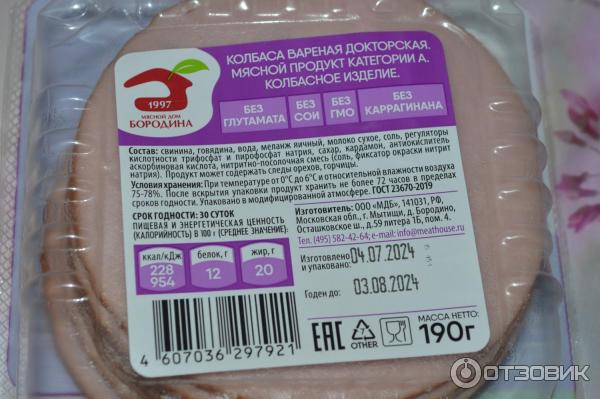 КОЛБАСА ВАРЕНАЯ ДОКТОРСКАЯ.
МЯСНОЙ ПРОДУКТ КАТЕГОРИИ А.
КОЛБАСНОЕ ИЗДЕЛИЕ.
1997
МЯСНОЙ ДОМ
БОРОДИНА
БЕЗ ГЛУТАМАТА
БЕЗ СОИ
БЕЗ ГМО
БЕЗ КАРРАГИНАНА
Состав: свинина, говядина, вода, меланж яичный, молоко сухое, соль, регуляторы
кислотности трифосфат и пирофосфат натрия, сахар, кардамон, антиокислитель
аскорбиновая кислота, нитритно-посолочная смесь (соль, фиксатор окраски нитрит
натрия). Продукт может содержать следы орехов, горчицы.
Условия хранения: При температуре от 0°С до 6°С и относительной влажности воздуха
75-78%. После вскрытия упаковки продукт хранить не более 72 часов в пределах
сроков годности. Упаковано в модифицированной атмосфере. ГОСТ 23670-2019
СРОК ГОДНОСТИ: 30 СУТОК
ПИЩЕВАЯ И ЭНЕРГЕТИЧЕСКАЯ ЦЕННОСТЬ
(КАЛОРИЙНОСТЬ) В 100 г (СРЕДНЕЕ ЗНАЧЕНИЕ):
ккал/кДж
228
954
белок, г
12
жир, г
20
Изготовитель: ООО «МДБ», 141031, РФ,
Московская обл., г. Мытищи, д. Бородино,
Осташковское ш., д.59 литера 1Б, пом. 4.
Тел. (495) 582-42-64; e-mail: info@meathouse.ru
Изготовлено
и упаковано:
04.07.2024
Годен до:
03.08.2024
4 607036 297921
EAC
OTHER
МАССА НЕТТО:
190г
ОТЗОВИК